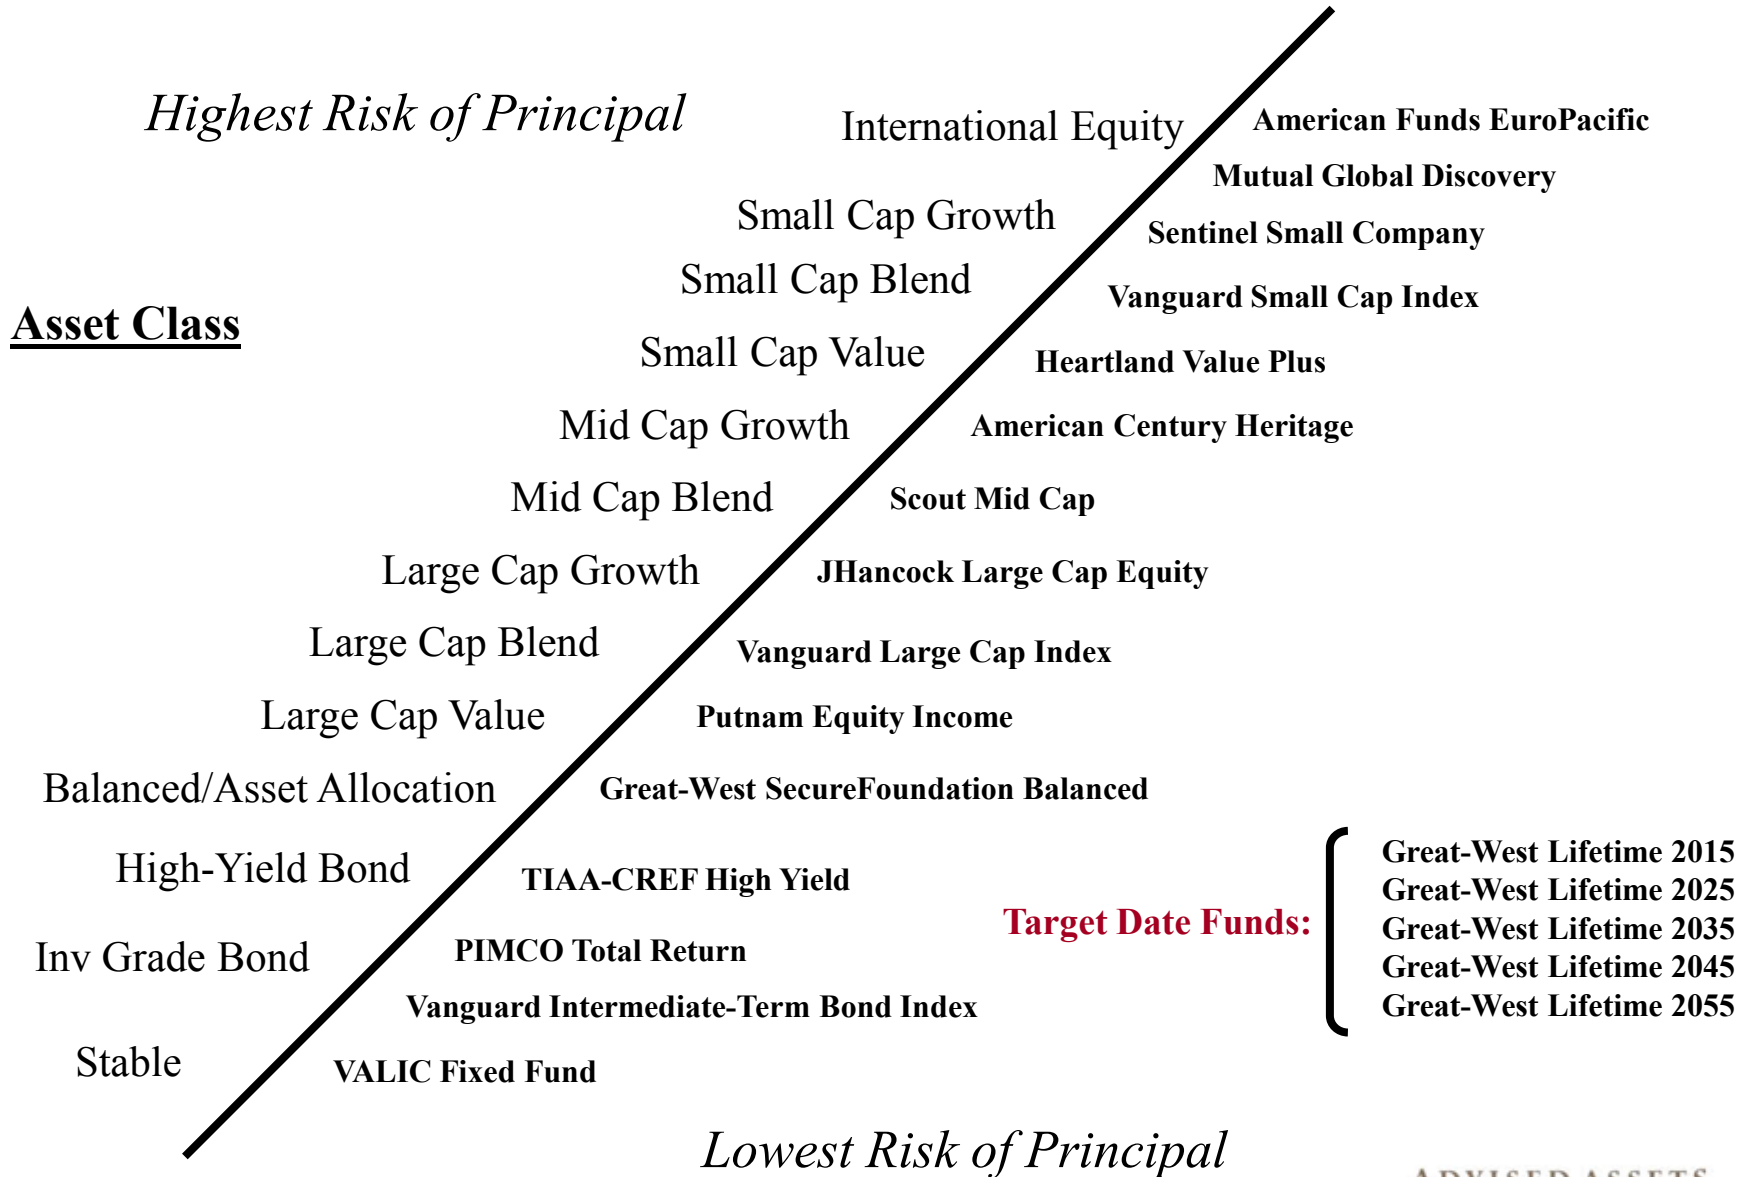 Highest Risk of Principal
International Equity
American Funds EuroPacific
Mutual Global Discovery
Small Cap Growth
Sentinel Small Company
Small Cap Blend
Vanguard Small Cap Index
Asset Class
Small Cap Value
Heartland Value Plus
Mid Cap Growth
American Century Heritage
Mid Cap Blend
Scout Mid Cap
Large Cap Growth
JHancock Large Cap Equity
Large Cap Blend
Vanguard Large Cap Index
Large Cap Value
Putnam Equity Income
Balanced/Asset Allocation
Great-West SecureFoundation Balanced
High-Yield Bond
TIAA-CREF High Yield
Inv Grade Bond
PIMCO Total Return
Vanguard Intermediate-Term Bond Index
Stable
VALIC Fixed Fund
Target Date Funds:
Great-West Lifetime 2015
Great-West Lifetime 2025
Great-West Lifetime 2035
Great-West Lifetime 2045
Great-West Lifetime 2055
Lowest Risk of Principal
ADVISED ASSETS